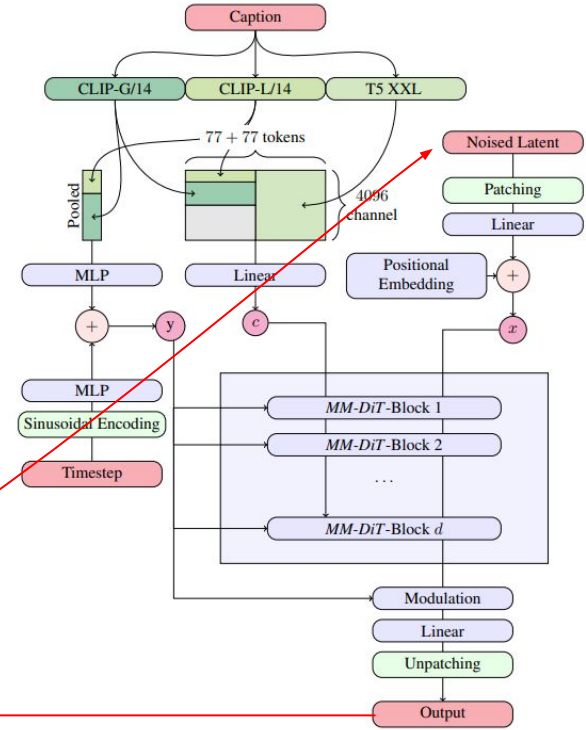 Caption
CLIP-G/14
CLIP-L/14
T5 XXL
77 + 77 tokens
Noised Latent
Pooled
4096
channel
Patching
Linear
MLP
Linear
Positional
Embedding
+
+
y
c
x
MLP
Sinusoidal Encoding
Timestep
MM-DiT-Block 1
MM-DiT-Block 2
. . .
MM-DiT-Block d
Modulation
Linear
Unpatching
Output